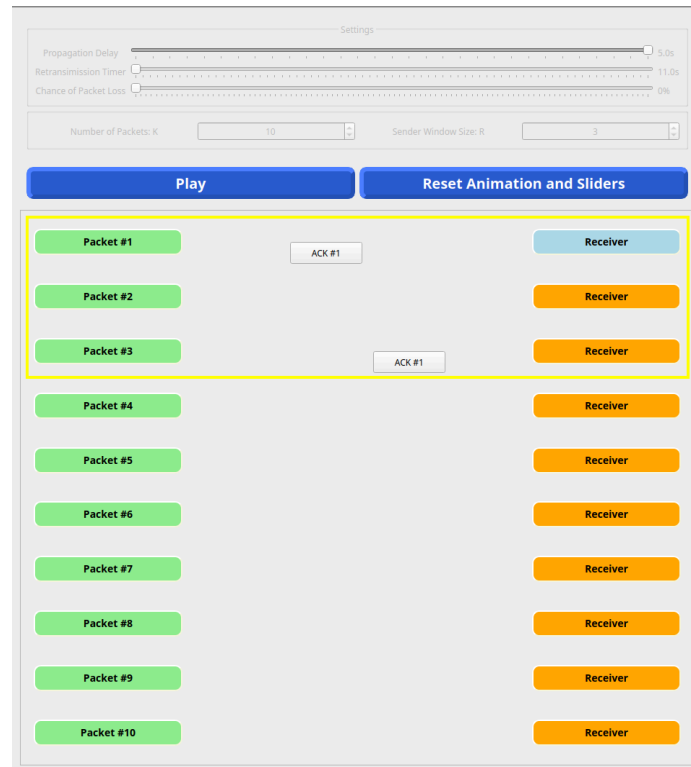 Settings
Propagation Delay 5.0s
Retransimission Timer 11.0s
Chance of Packet Loss 0%
Number of Packets: K 10 Sender Window Size: R 3
Play Reset Animation and Sliders
Packet #1 ACK #1 Receiver
Packet #2 Receiver
Packet #3 ACK #1 Receiver
Packet #4 Receiver
Packet #5 Receiver
Packet #6 Receiver
Packet #7 Receiver
Packet #8 Receiver
Packet #9 Receiver
Packet #10 Receiver